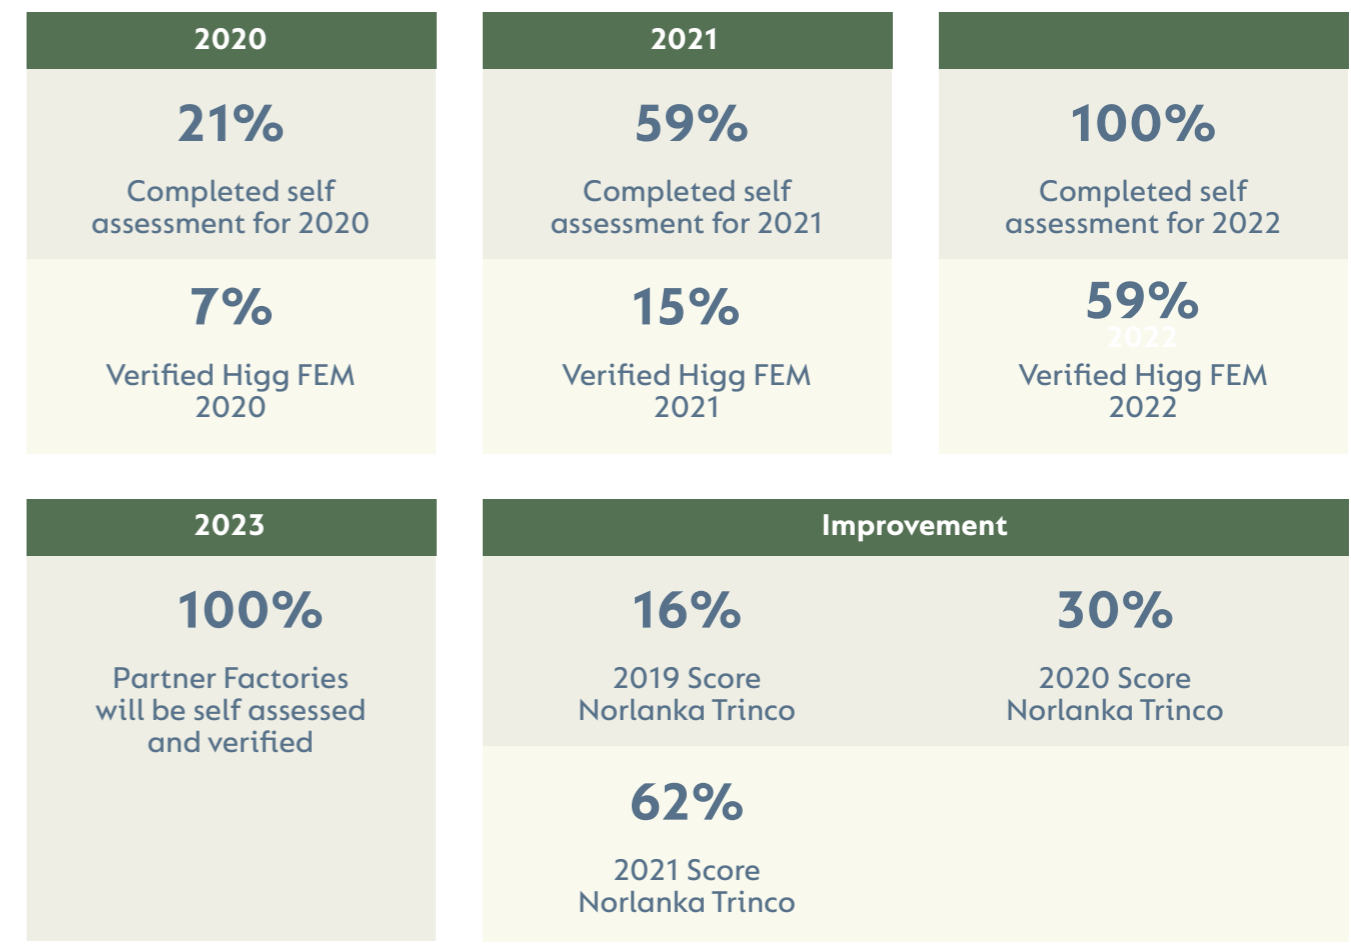 2020
21%
Completed self
assessment for 2020
7%
Verified Higg FEM
2020
2021
59%
Completed self
assessment for 2021
15%
Verified Higg FEM
2021
100%
Completed self
assessment for 2022
59%
2022
Verified Higg FEM
2022
2023
100%
Partner Factories
will be self assessed
and verified
Improvement
16%
2019 Score
Norlanka Trinco
30%
2020 Score
Norlanka Trinco
62%
2021 Score
Norlanka Trinco